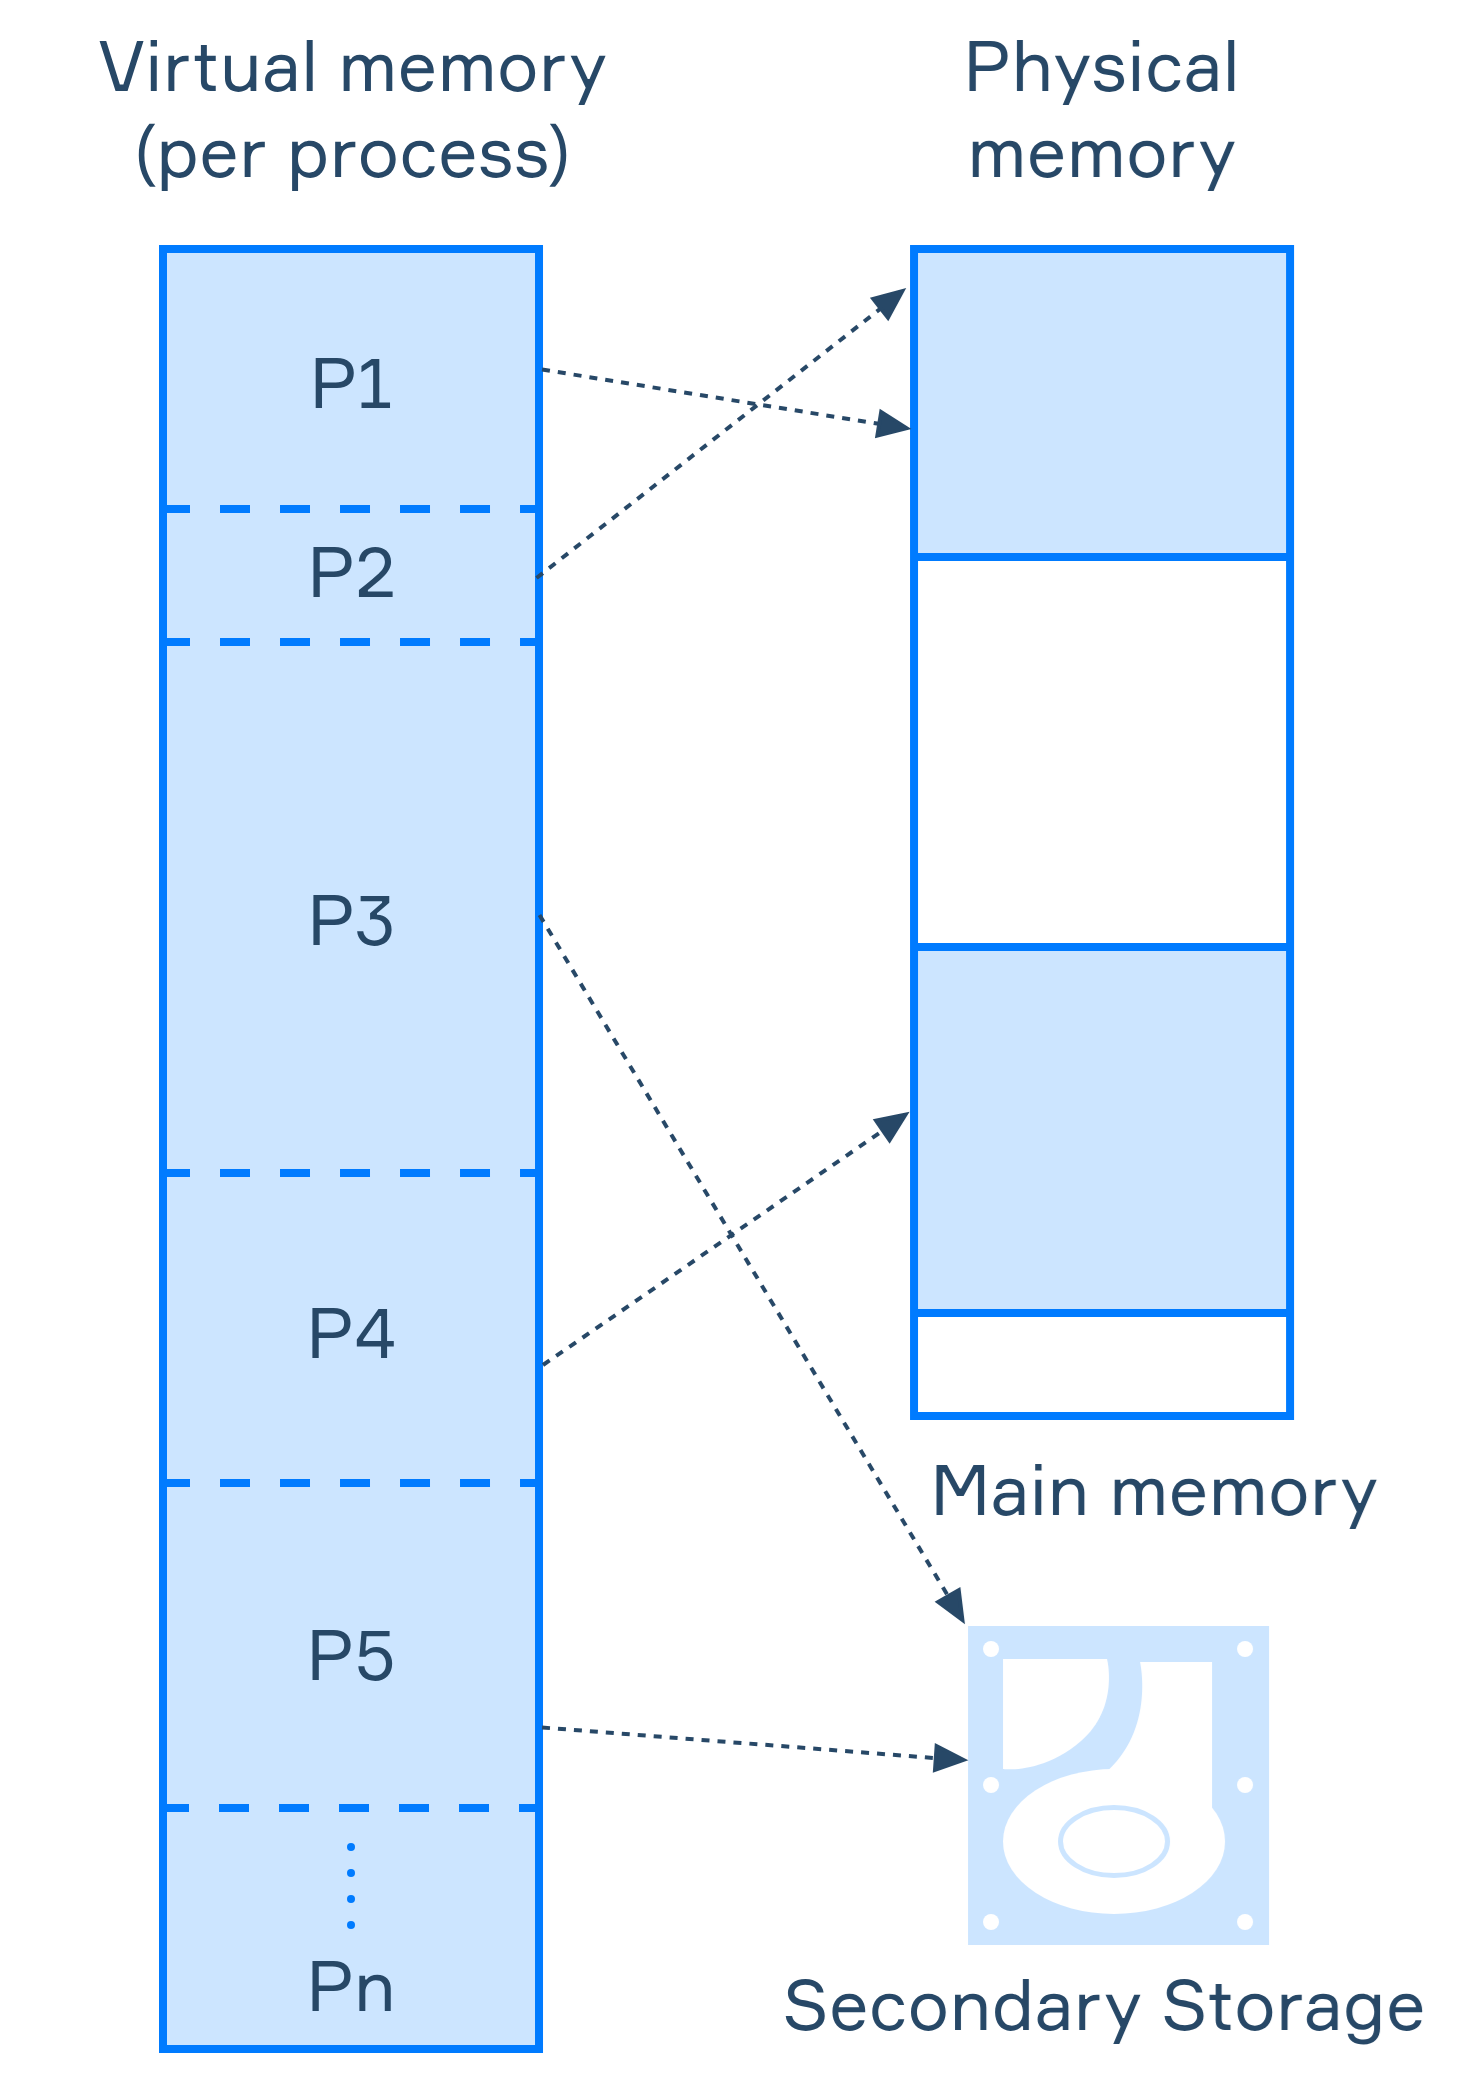 Virtual memory
(per process)
Physical
memory
P1
P2
P3
P4
P5
Pn
Main memory
Secondary Storage